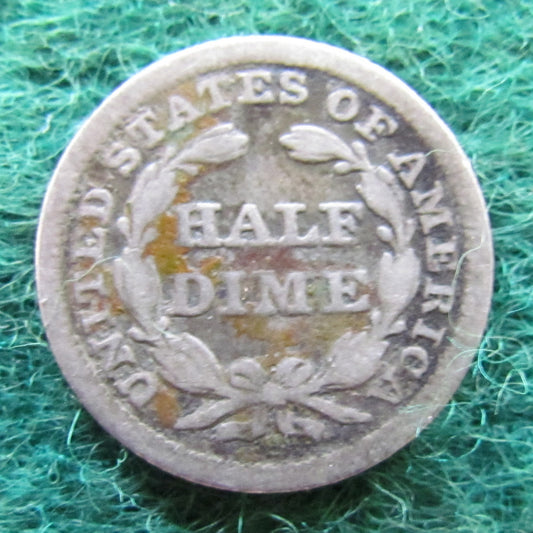 UNITED STATES OF AMERICA
HALF
DIME